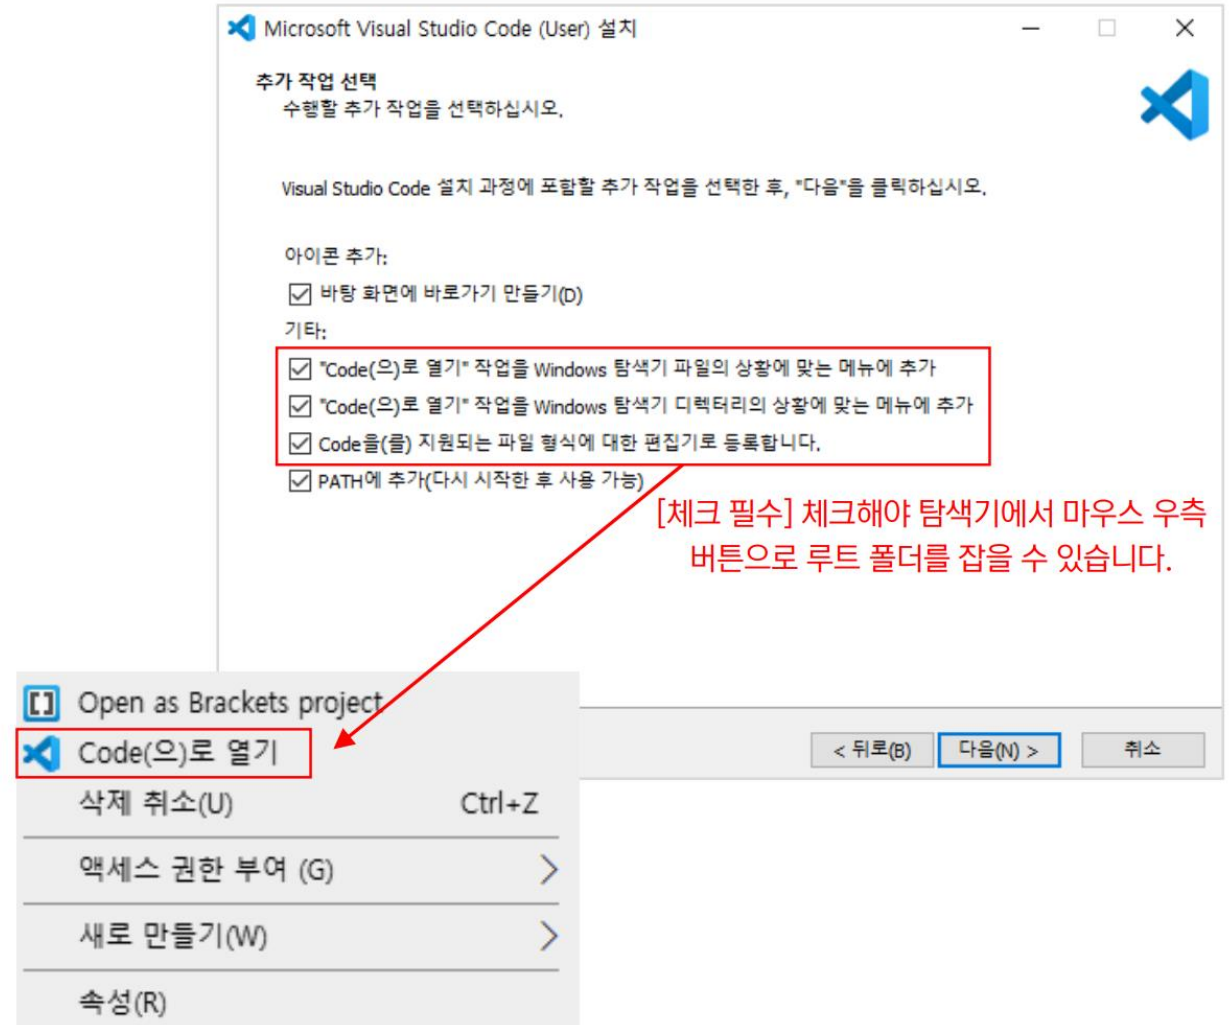 Microsoft Visual Studio Code (User) 설치
추가 작업 선택
수행할 추가 작업을 선택하십시오.
Visual Studio Code 설치 과정에 포함할 추가 작업을 선택한 후, "다음"을 클릭하십시오.
아이콘 추가:
바탕 화면에 바로가기 만들기(D)
기타:
"Code(으)로 열기" 작업을 Windows 탐색기 파일의 상황에 맞는 메뉴에 추가
"Code(으)로 열기" 작업을 Windows 탐색기 디렉터리의 상황에 맞는 메뉴에 추가
Code을(를) 지원되는 파일 형식에 대한 편집기로 등록합니다.
PATH에 추가(다시 시작한 후 사용 가능)
[체크 필수] 체크해야 탐색기에서 마우스 우측
버튼으로 루트 폴더를 잡을 수 있습니다.
< 뒤로(B) 다음(N) > 취소
Open as Brackets project
Code(으)로 열기
삭제 취소(U) Ctrl+Z
액세스 권한 부여 (G)
새로 만들기(W)
속성(R)